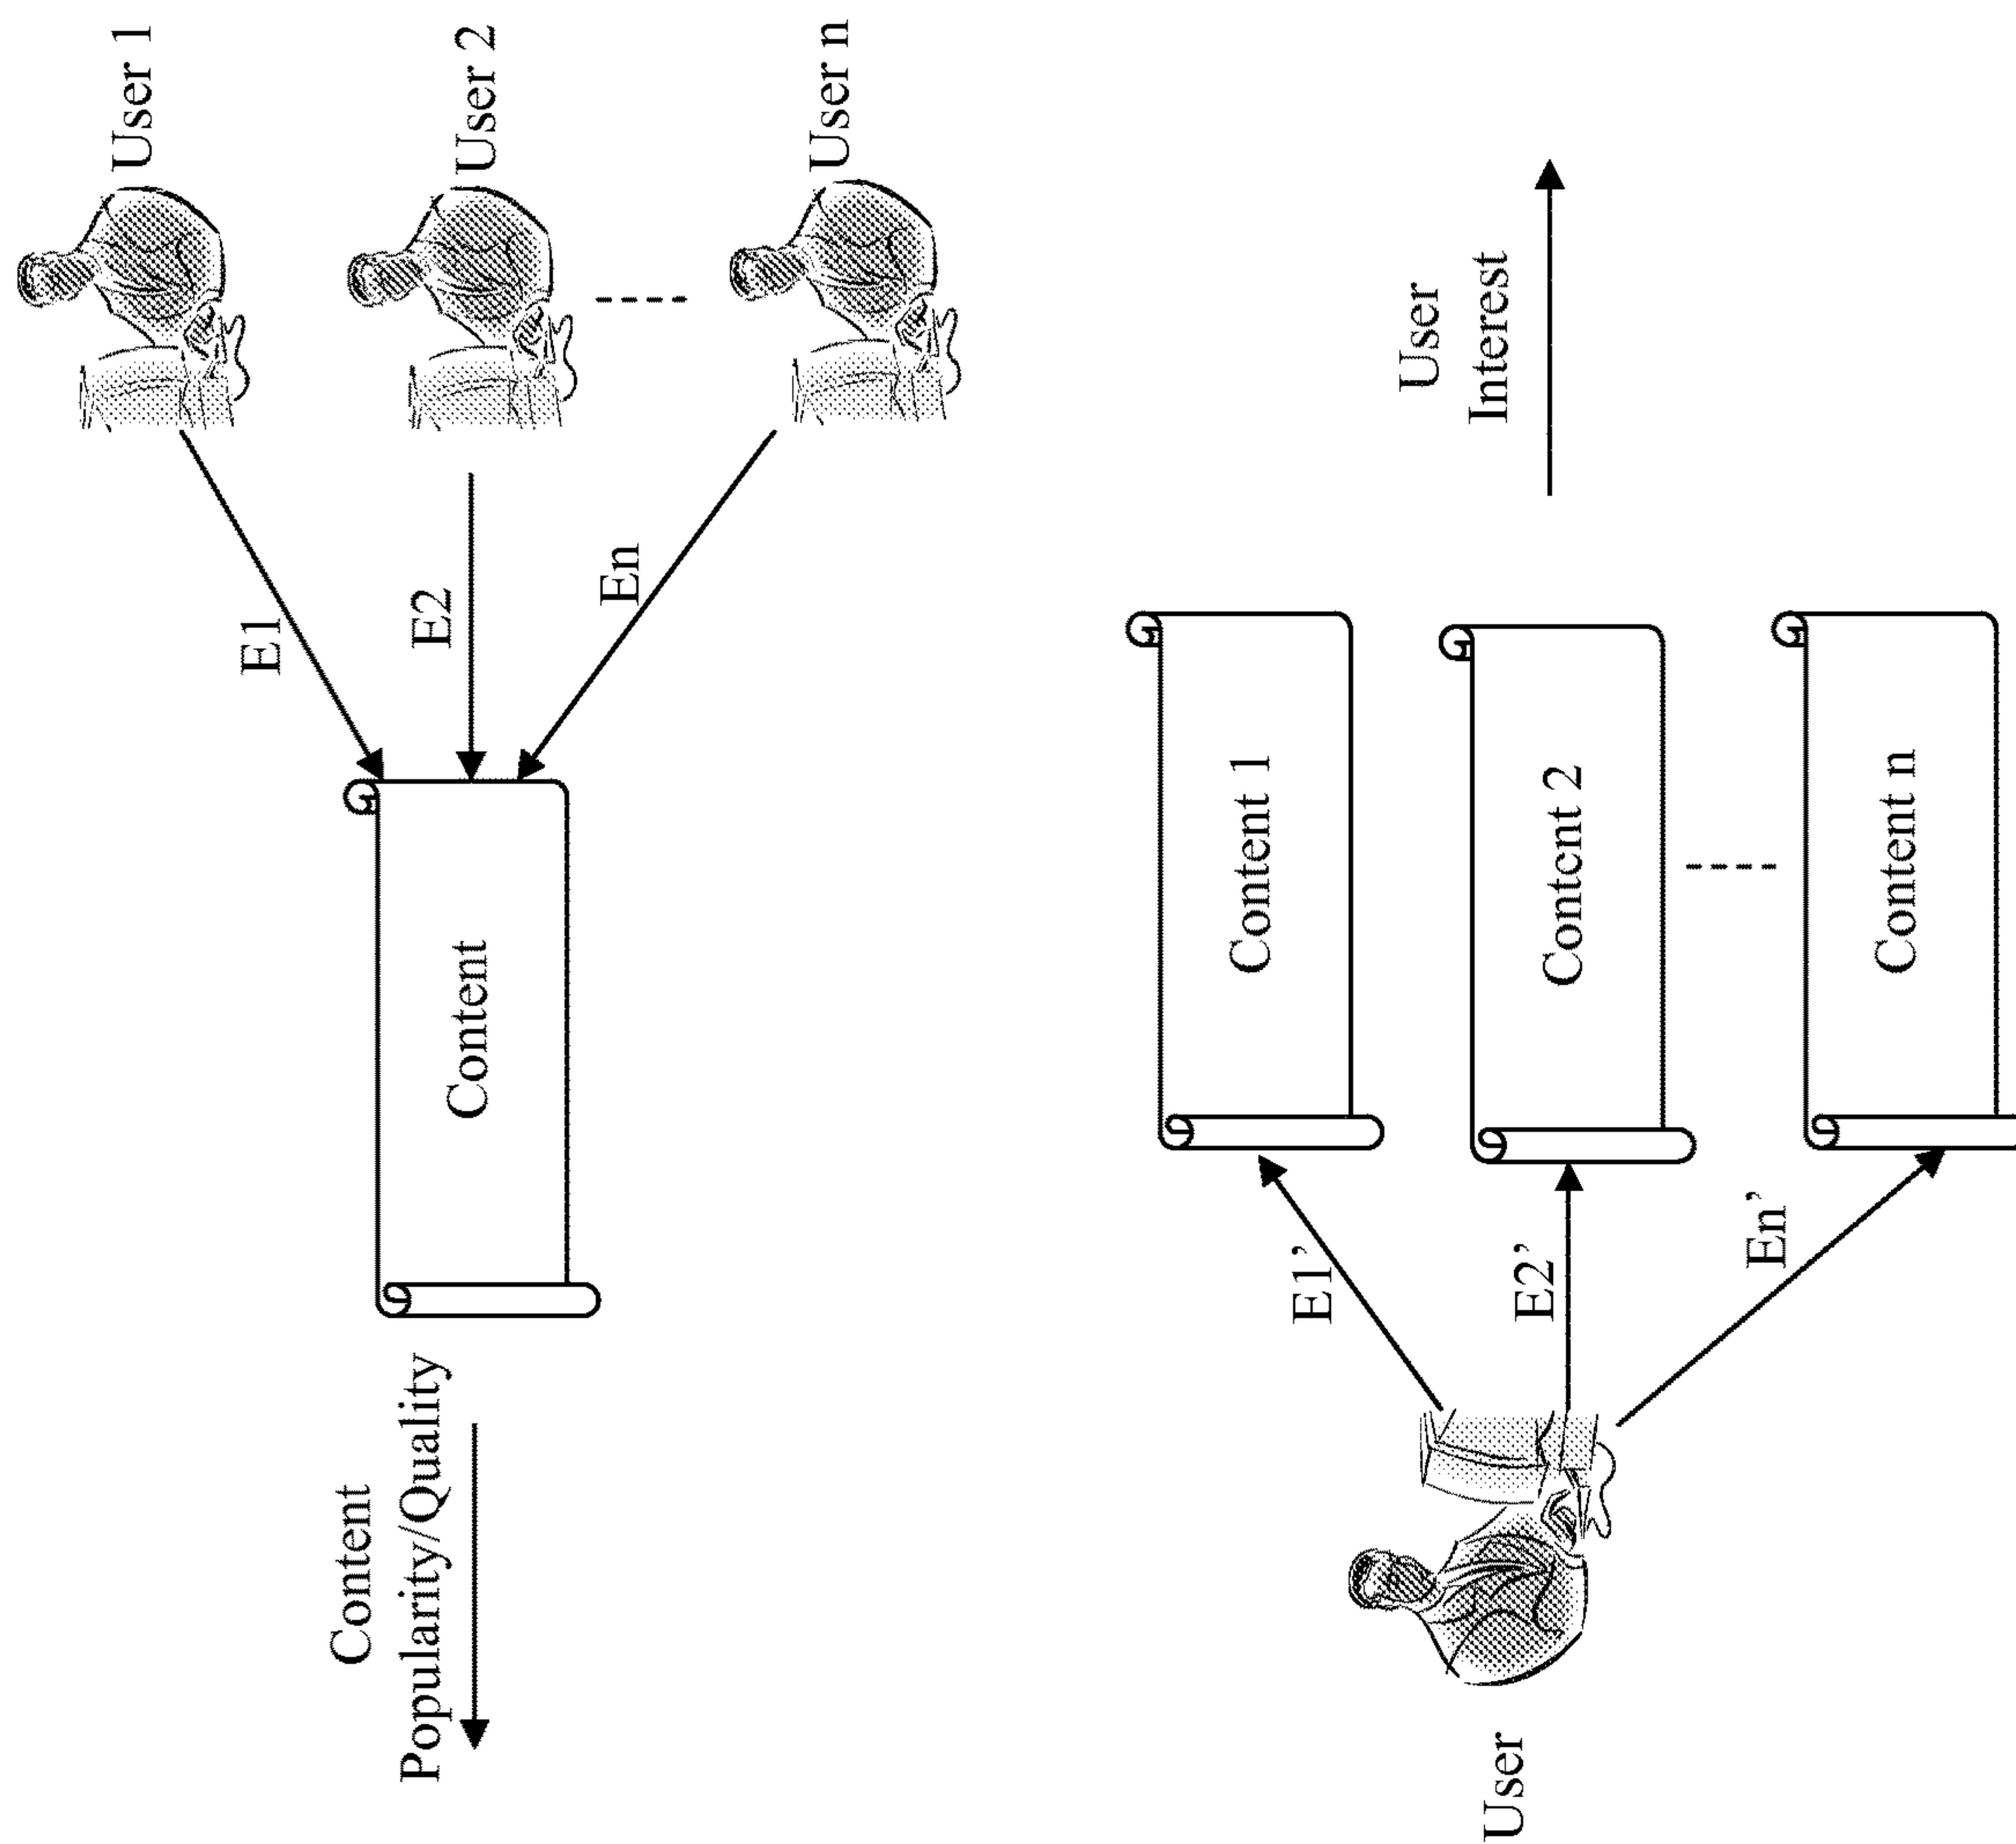 User 1
E1
Content
Popularity/Quality
Content
E2
User 2
En
User n
Content 1
E1’
User
Interest
User
E2’
Content 2
En’
Content n